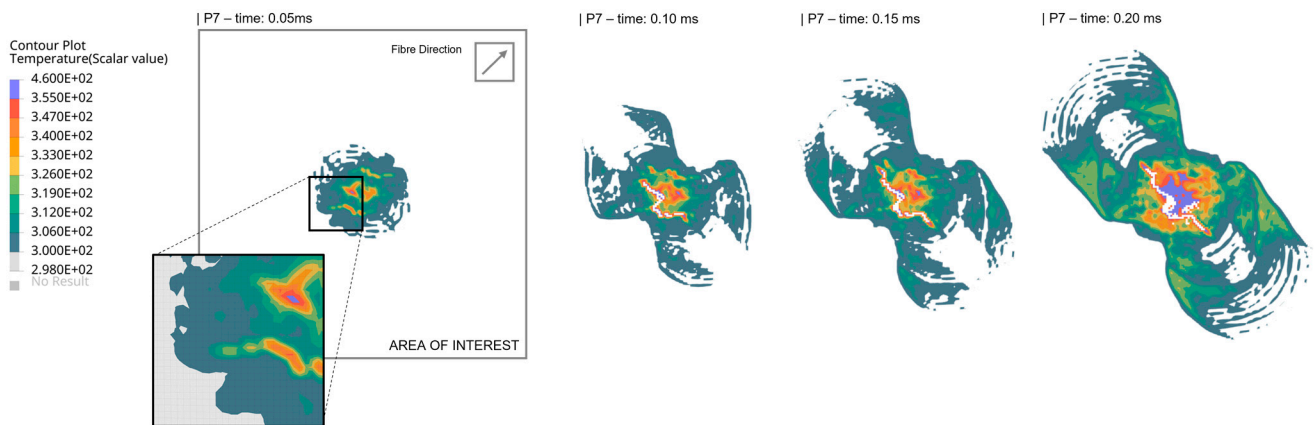 | P7 – time: 0.05ms
| P7 – time: 0.10 ms
| P7 – time: 0.15 ms
| P7 – time: 0.20 ms
Contour Plot
Temperature(Scalar value)
4.600E+02
3.550E+02
3.470E+02
3.400E+02
3.330E+02
3.260E+02
3.190E+02
3.120E+02
3.060E+02
3.000E+02
2.980E+02
No Result
Fibre Direction
AREA OF INTEREST